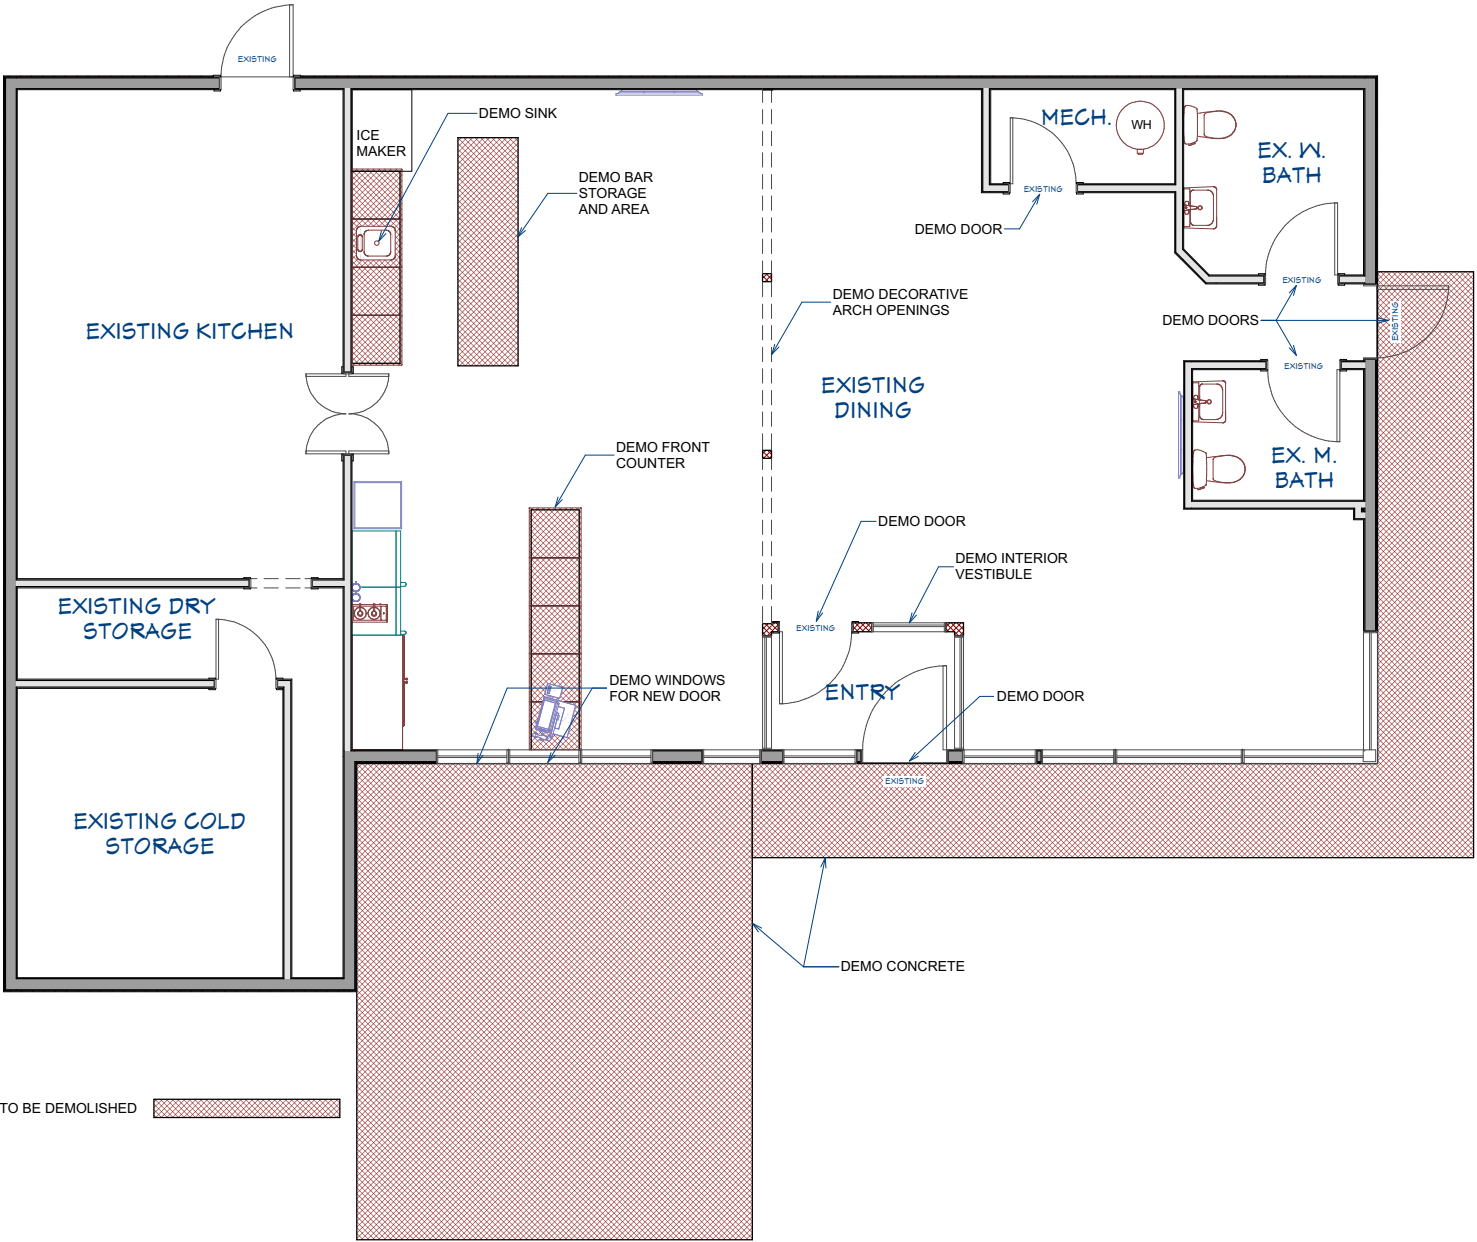 EXISTING
DEMO SINK
ICE
MAKER
DEMO BAR
STORAGE
AND AREA
MECH.
WH
EX. W.
BATH
EXISTING
DEMO DOOR
EXISTING
DEMO DECORATIVE
ARCH OPENINGS
DEMO DOORS
EXISTING
EXISTING
EXISTING KITCHEN
EXISTING
DINING
DEMO FRONT
COUNTER
EX. M.
BATH
DEMO DOOR
DEMO INTERIOR
VESTIBULE
EXISTING DRY
STORAGE
EXISTING
DEMO WINDOWS
FOR NEW DOOR
ENTRY
DEMO DOOR
EXISTING
EXISTING COLD
STORAGE
DEMO CONCRETE
TO BE DEMOLISHED